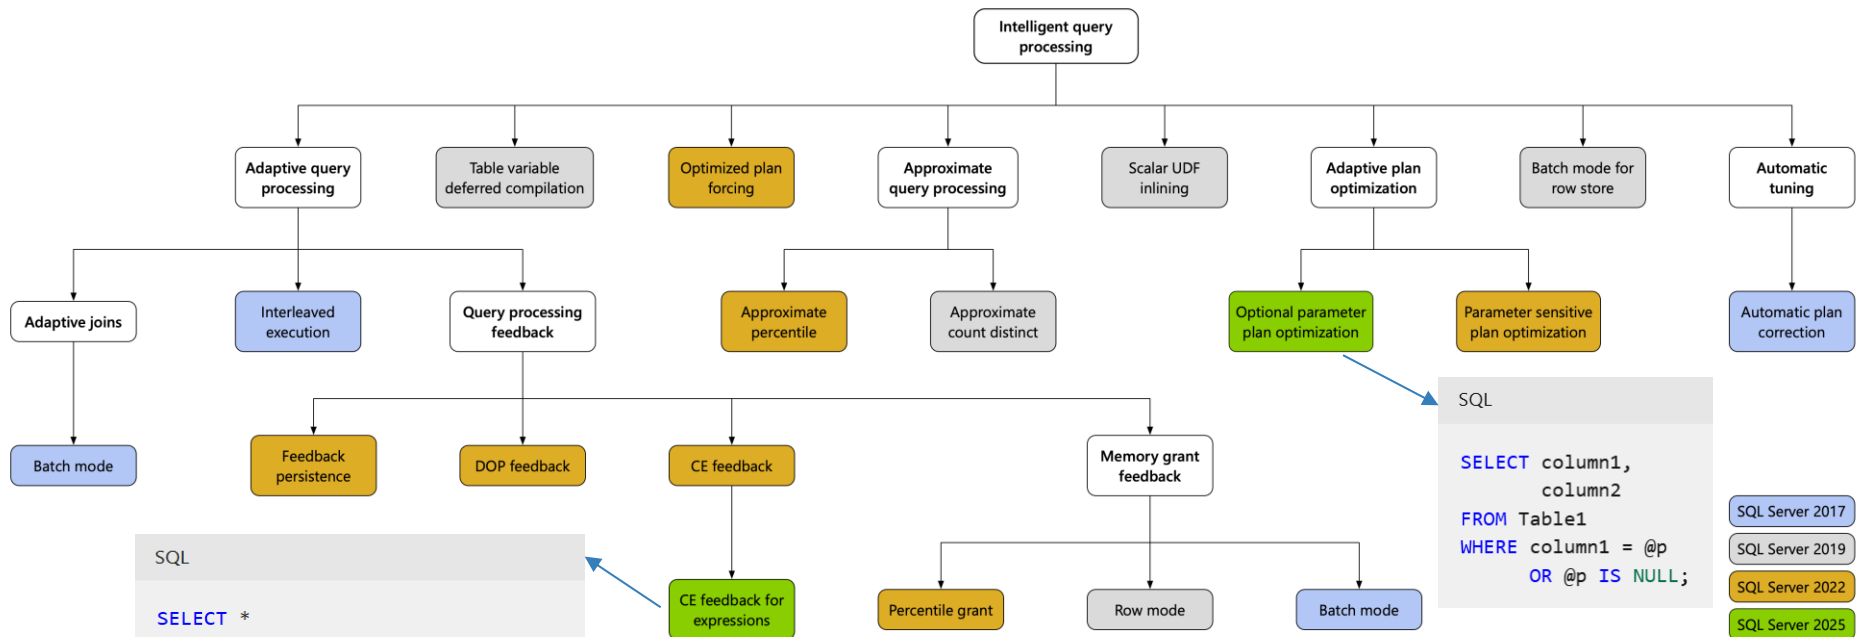 Intelligent query
processing
Adaptive query
processing
Table variable
deferred compilation
Optimized plan
forcing
Approximate
query processing
Scalar UDF
inlining
Adaptive plan
optimization
Batch mode for
row store
Automatic
tuning
Adaptive joins
Interleaved
execution
Query processing
feedback
Approximate
percentile
Approximate
count distinct
Optional parameter
plan optimization
Parameter sensitive
plan optimization
Automatic plan
correction
Batch mode
Feedback
persistence
DOP feedback
CE feedback
Memory grant
feedback
SQL
SELECT column1,
column2
FROM Table1
WHERE column1 = @p
OR @p IS NULL;
SQL
SELECT *
CE feedback for
expressions
Percentile grant
Row mode
Batch mode
SQL Server 2017
SQL Server 2019
SQL Server 2022
SQL Server 2025